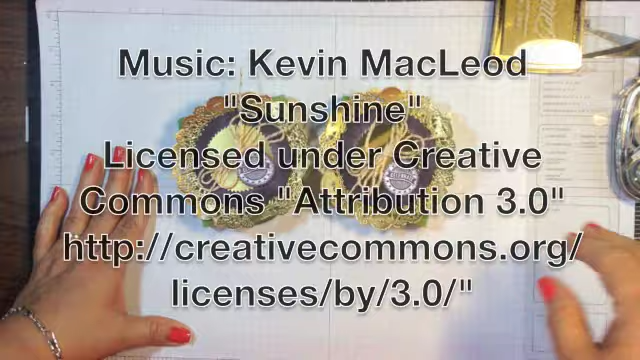 Music: Kevin MacLeod
"Sunshine"
Licensed under Creative
Commons "Attribution 3.0"
http://creativecommons.org/
licenses/by/3.0/"